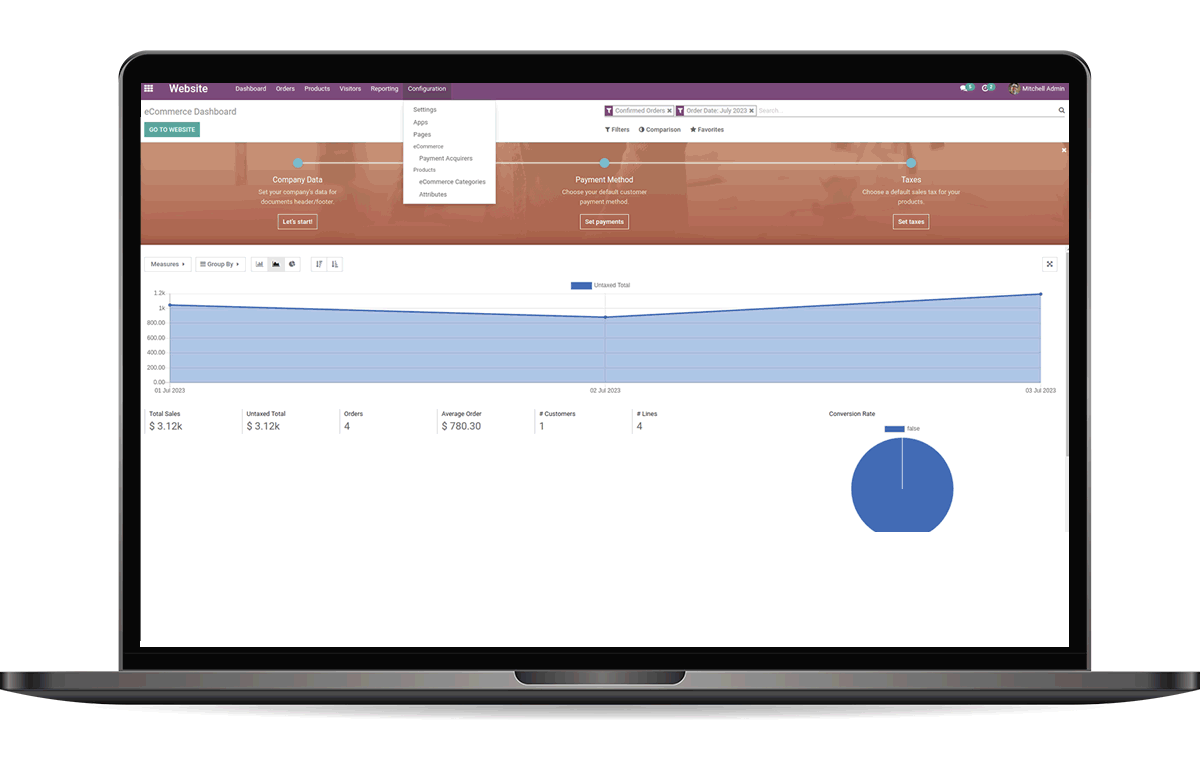 Website Dashboard Orders Products Visitors Reporting Configuration 5 2 Mitchell Admin
eCommerce Dashboard
Confirmed Orders Order Date: July 2023 Search...
GO TO WEBSITE
Filters Comparison Favorites
Settings
Apps
Pages
eCommerce
Payment Acquirers
Products
eCommerce Categories
Attributes
Company Data
Set your company's data for
documents header/footer.
Let's start!
Payment Method
Choose your default customer
payment method.
Set payments
Taxes
Choose a default sales tax for your
products.
Set taxes
Measures Group By
Untaxed Total
1.2k
1k
800.00
600.00
400.00
200.00
0.00
01 Jul 2023 02 Jul 2023 03 Jul 2023
Total Sales
$ 3.12k
Untaxed Total
$ 3.12k
Orders
4
Average Order
$ 780.30
# Customers
1
# Lines
4
Conversion Rate
false